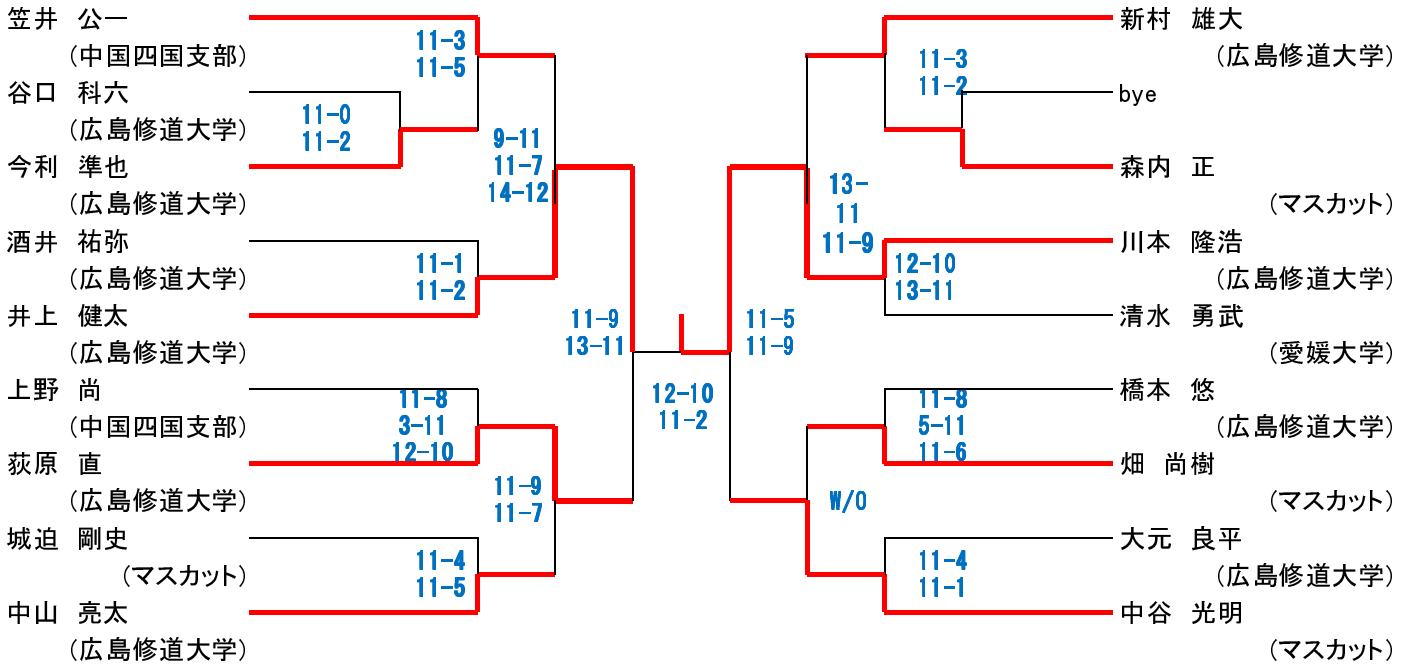 笠井 公一
(中国四国支部)
谷口 科六
(広島修道大学)
今利 準也
(広島修道大学)
酒井 祐弥
(広島修道大学)
井上 健太
(広島修道大学)
上野 尚
(中国四国支部)
荻原 直
(広島修道大学)
城迫 剛史
(マスカット)
中山 亮太
(広島修道大学)
11-3
11-5
11-0
11-2
9-11
11-7
14-12
11-1
11-2
11-9
13-11
11-8
3-11
12-10
11-9
11-7
11-4
11-5
12-10
11-2
11-5
11-9
11-3
11-2
13-
11
11-9
12-10
13-11
11-8
5-11
11-6
W/O
11-4
11-1
新村 雄大
(広島修道大学)
bye
森内 正
(マスカット)
川本 隆浩
(広島修道大学)
清水 勇武
(愛媛大学)
橋本 悠
(広島修道大学)
畑 尚樹
(マスカット)
大元 良平
(広島修道大学)
中谷 光明
(マスカット)